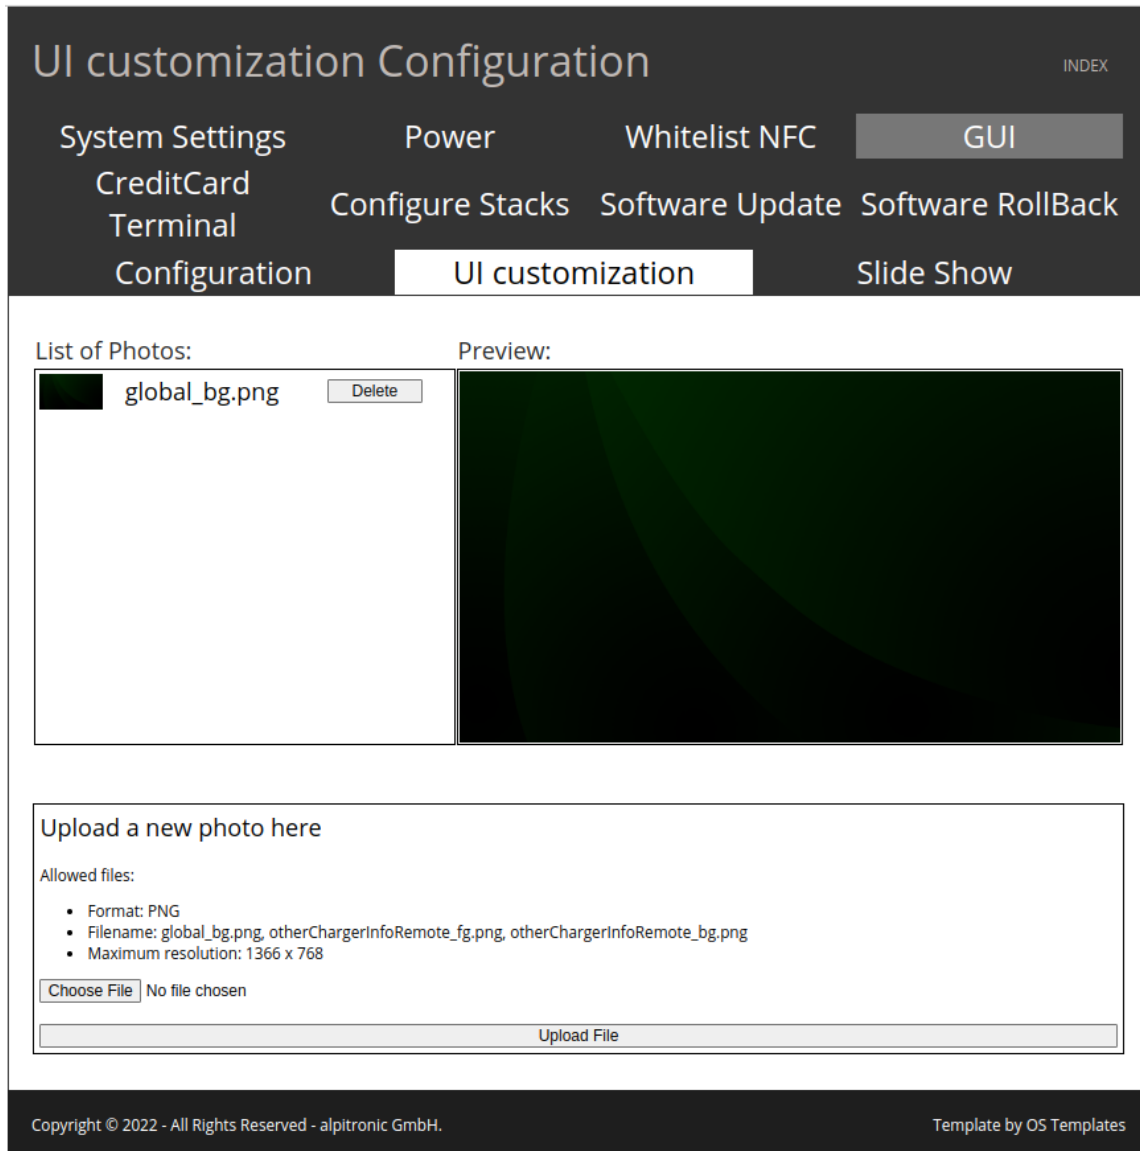 UI customization Configuration
INDEX
System Settings
Power
Whitelist NFC
GUI
CreditCard
Terminal
Configure Stacks
Software Update
Software RollBack
Configuration
UI customization
Slide Show
List of Photos:
Preview:
global_bg.png
Delete
Upload a new photo here
Allowed files:
• Format: PNG
• Filename: global_bg.png, otherChargerInfoRemote_fg.png, otherChargerInfoRemote_bg.png
• Maximum resolution: 1366 x 768
Choose File No file chosen
Upload File
Copyright © 2022 - All Rights Reserved - alpitronic GmbH.
Template by OS Templates